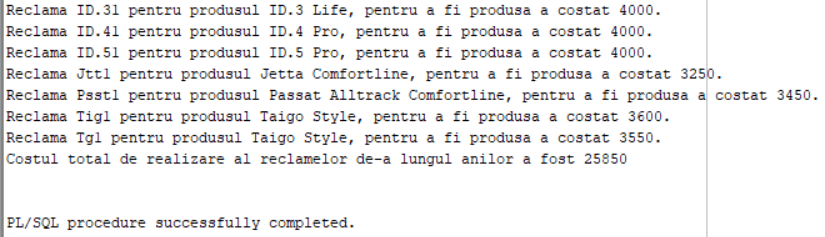 Reclama ID.31 pentru produsul ID.3 Life, pentru a fi produsa a costat 4000.
Reclama ID.41 pentru produsul ID.4 Pro, pentru a fi produsa a costat 4000.
Reclama ID.51 pentru produsul ID.5 Pro, pentru a fi produsa a costat 4000.
Reclama Jtt1 pentru produsul Jetta Comfortline, pentru a fi produsa a costat 3250.
Reclama Psst1 pentru produsul Passat Alltrack Comfortline, pentru a fi produsa a costat 3450.
Reclama Tig1 pentru produsul Taigo Style, pentru a fi produsa a costat 3600.
Reclama Tg1 pentru produsul Taigo Style, pentru a fi produsa a costat 3550.
Costul total de realizare al reclamelor de-a lungul anilor a fost 25850
PL/SQL procedure successfully completed.